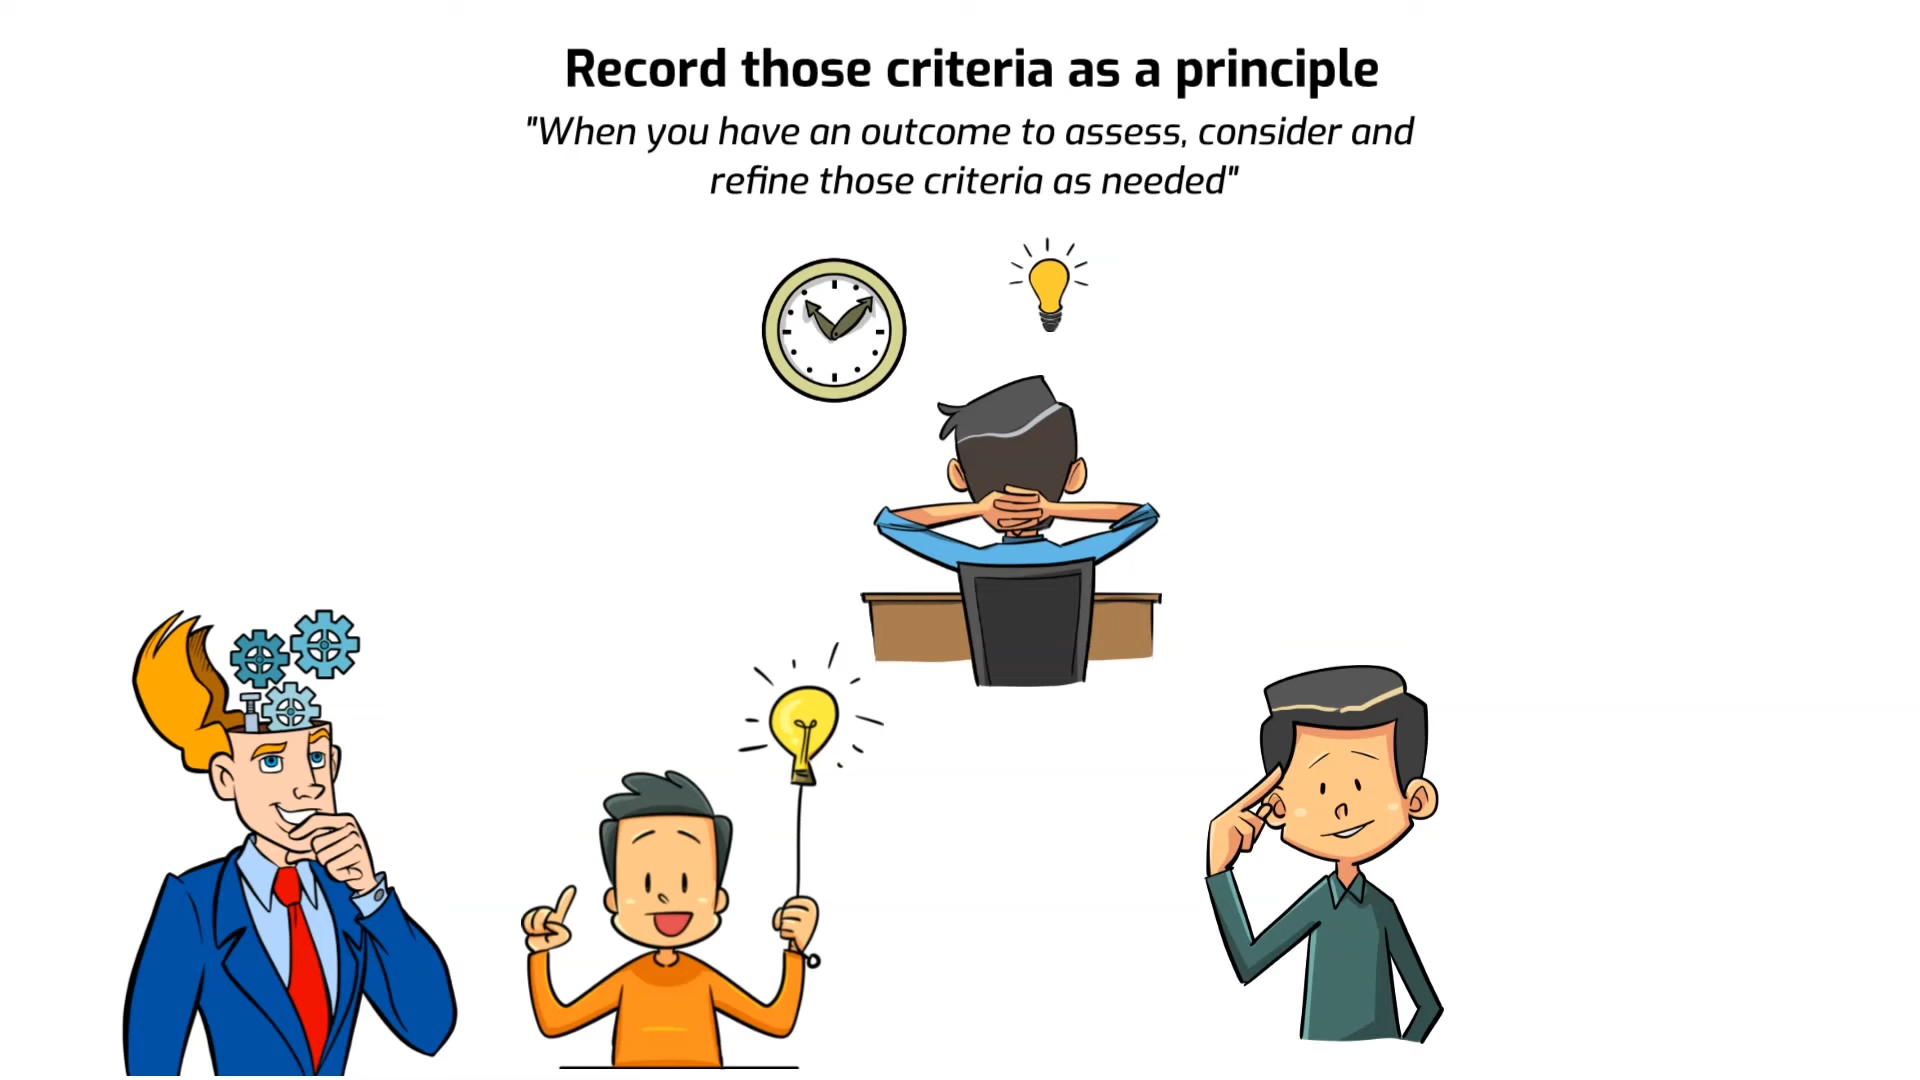 Record those criteria as a principle
"When you have an outcome to assess, consider and
refine those criteria as needed"